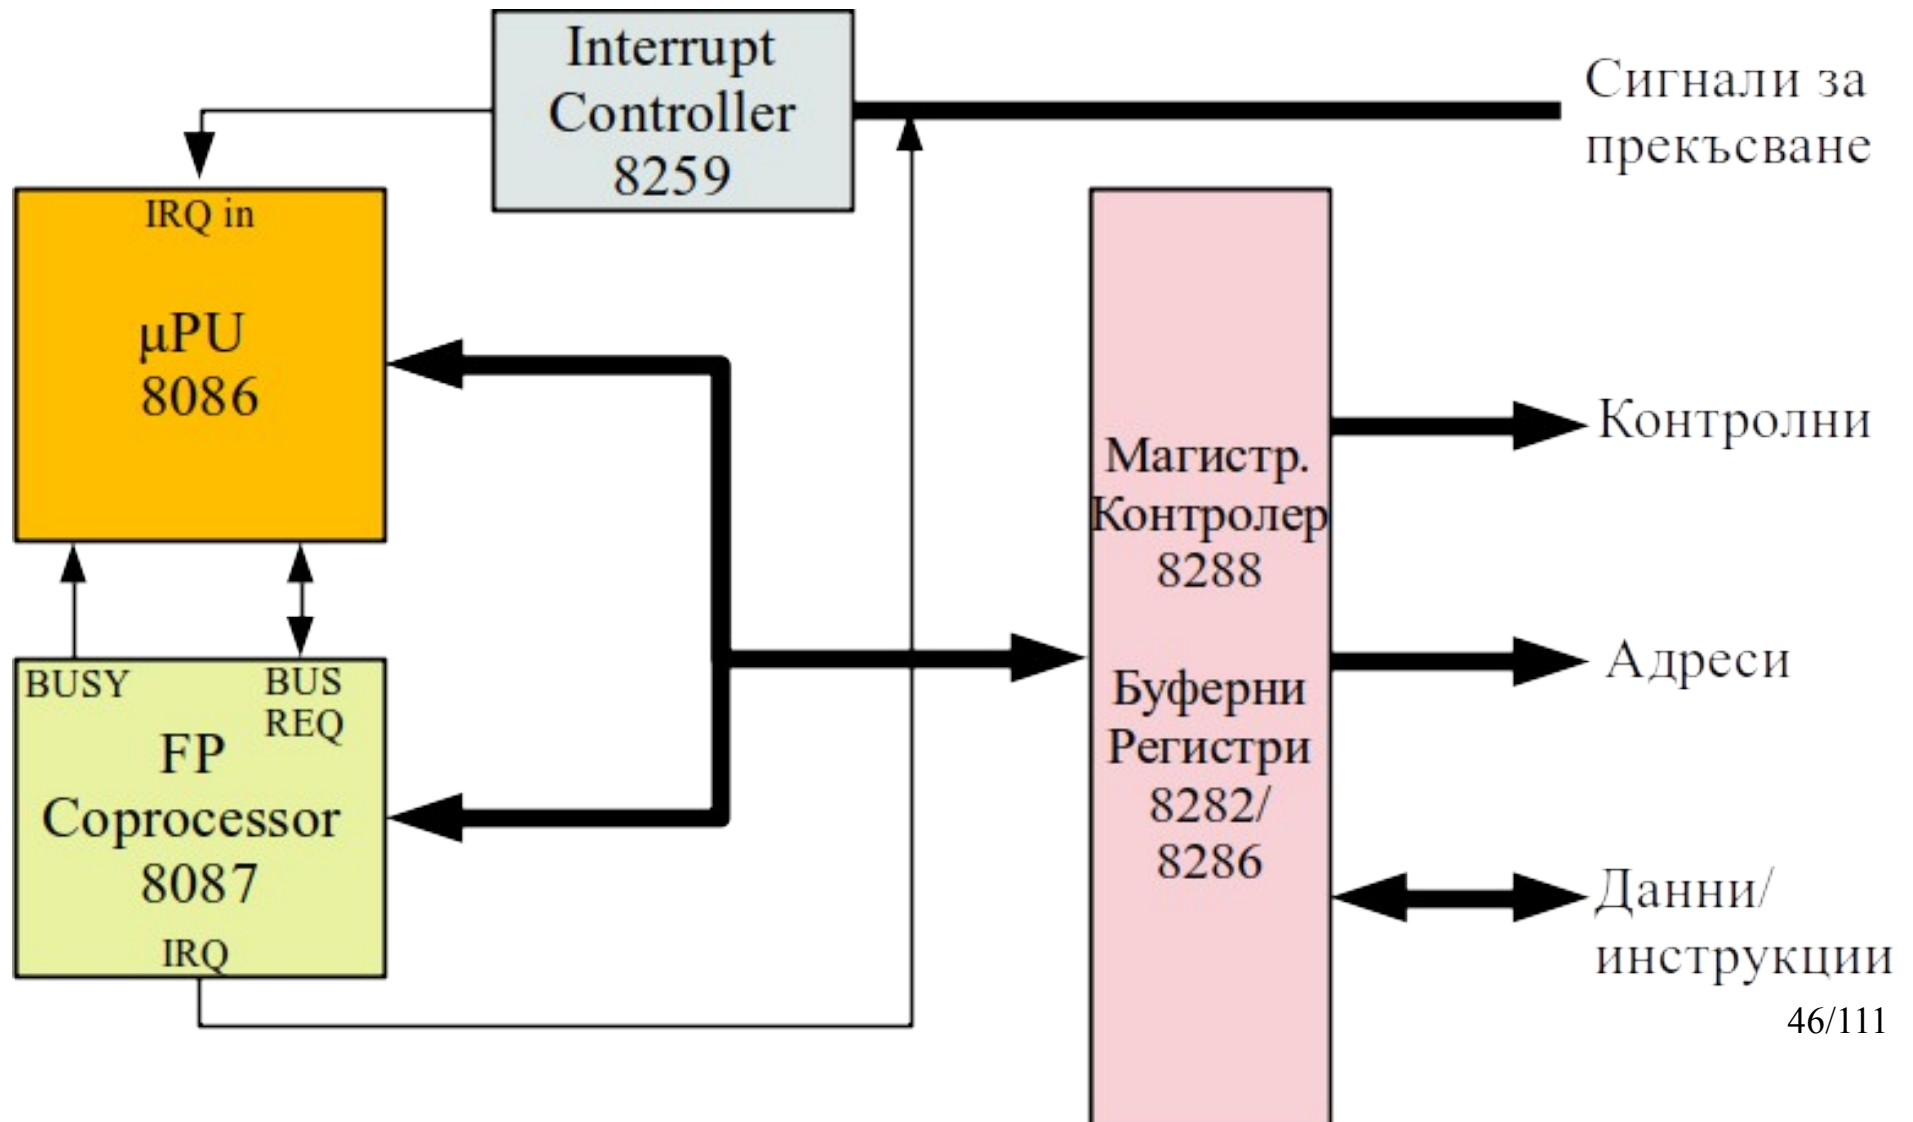 Interrupt
Controller
8259
Сигнали за
прекъсване
IRQ in
μPU
8086
BUSY
BUS
REQ
FP
Coprocessor
8087
IRQ
Магистр.
Контролер
8288
Буферни
Регистри
8282/
8286
Контролни
Адреси
Данни/
инструкции
46/111